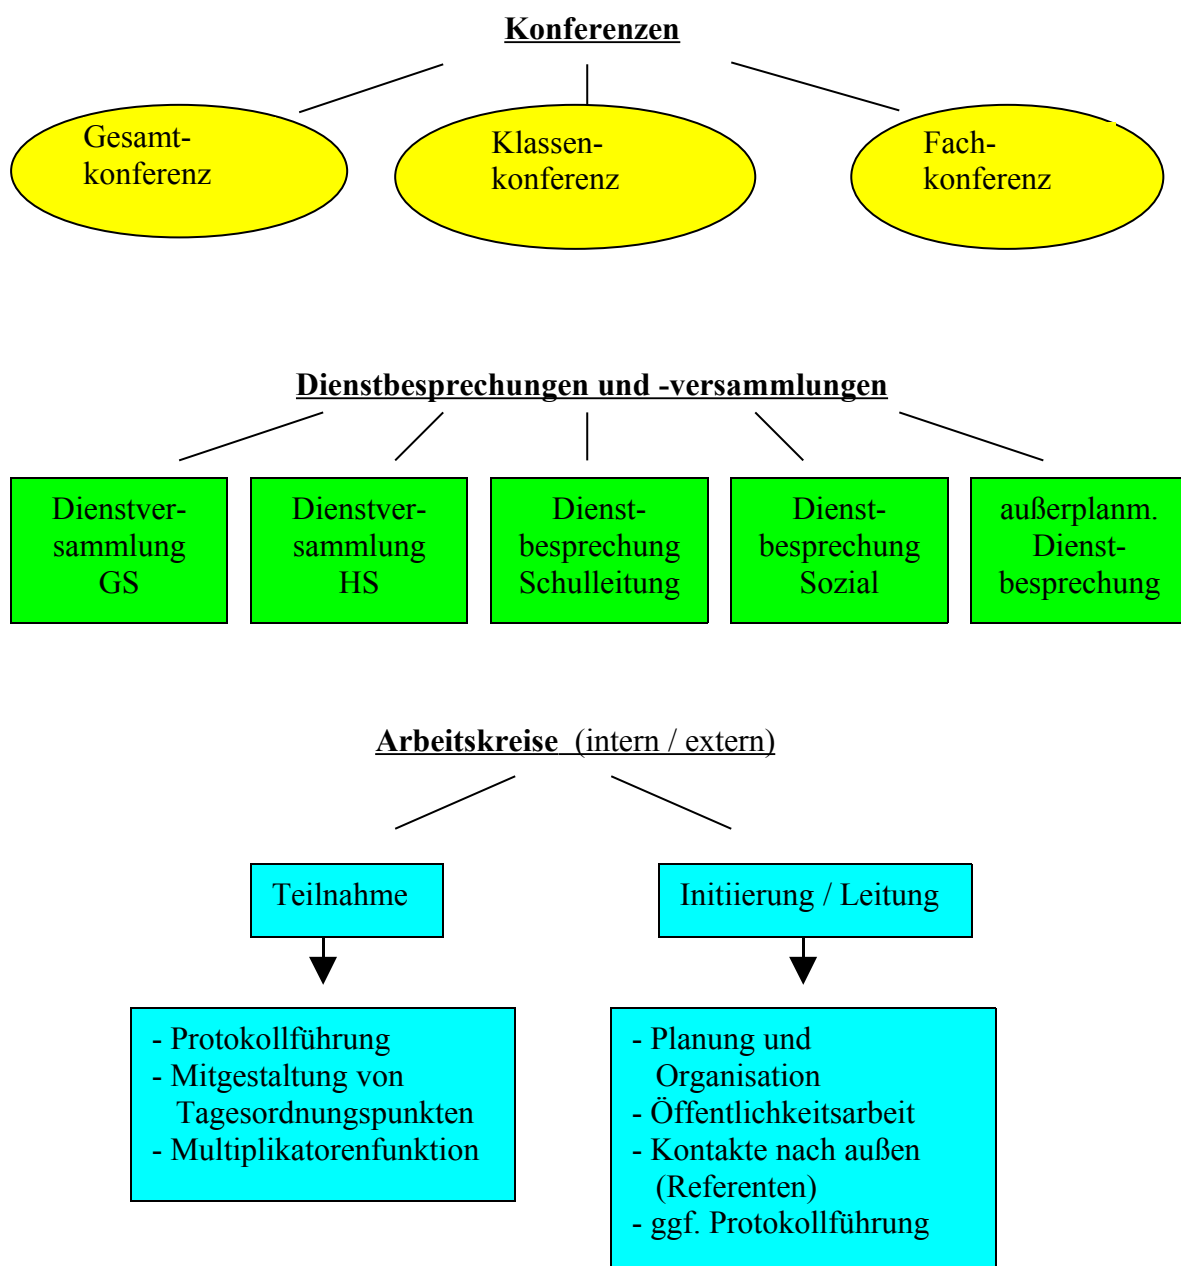 Konferenzen
Gesamt-
konferenz
Klassen-
konferenz
Fach-
konferenz
Dienstbesprechungen und -versammlungen
Dienstver-
sammlung
GS
Dienstver-
sammlung
HS
Dienst-
besprechung
Schulleitung
Dienst-
besprechung
Sozial
außerplanm.
Dienst-
besprechung
Arbeitskreise (intern / extern)
Teilnahme
Initiierung / Leitung
- Protokollführung
- Mitgestaltung von
Tagesordnungspunkten
- Multiplikatorenfunktion
- Planung und
Organisation
- Öffentlichkeitsarbeit
- Kontakte nach außen
(Referenten)
- ggf. Protokollführung